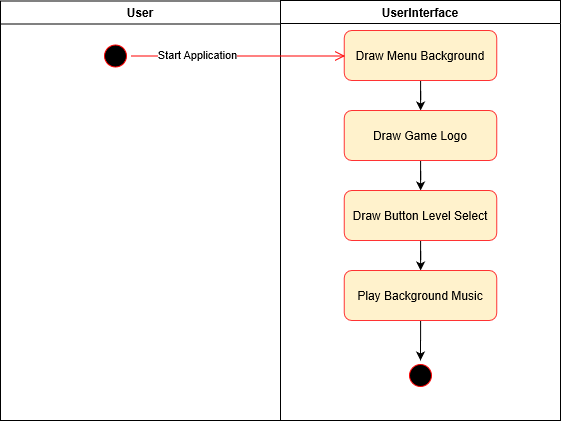 User
UserInterface
Start Application
Draw Menu Background
Draw Game Logo
Draw Button Level Select
Play Background Music